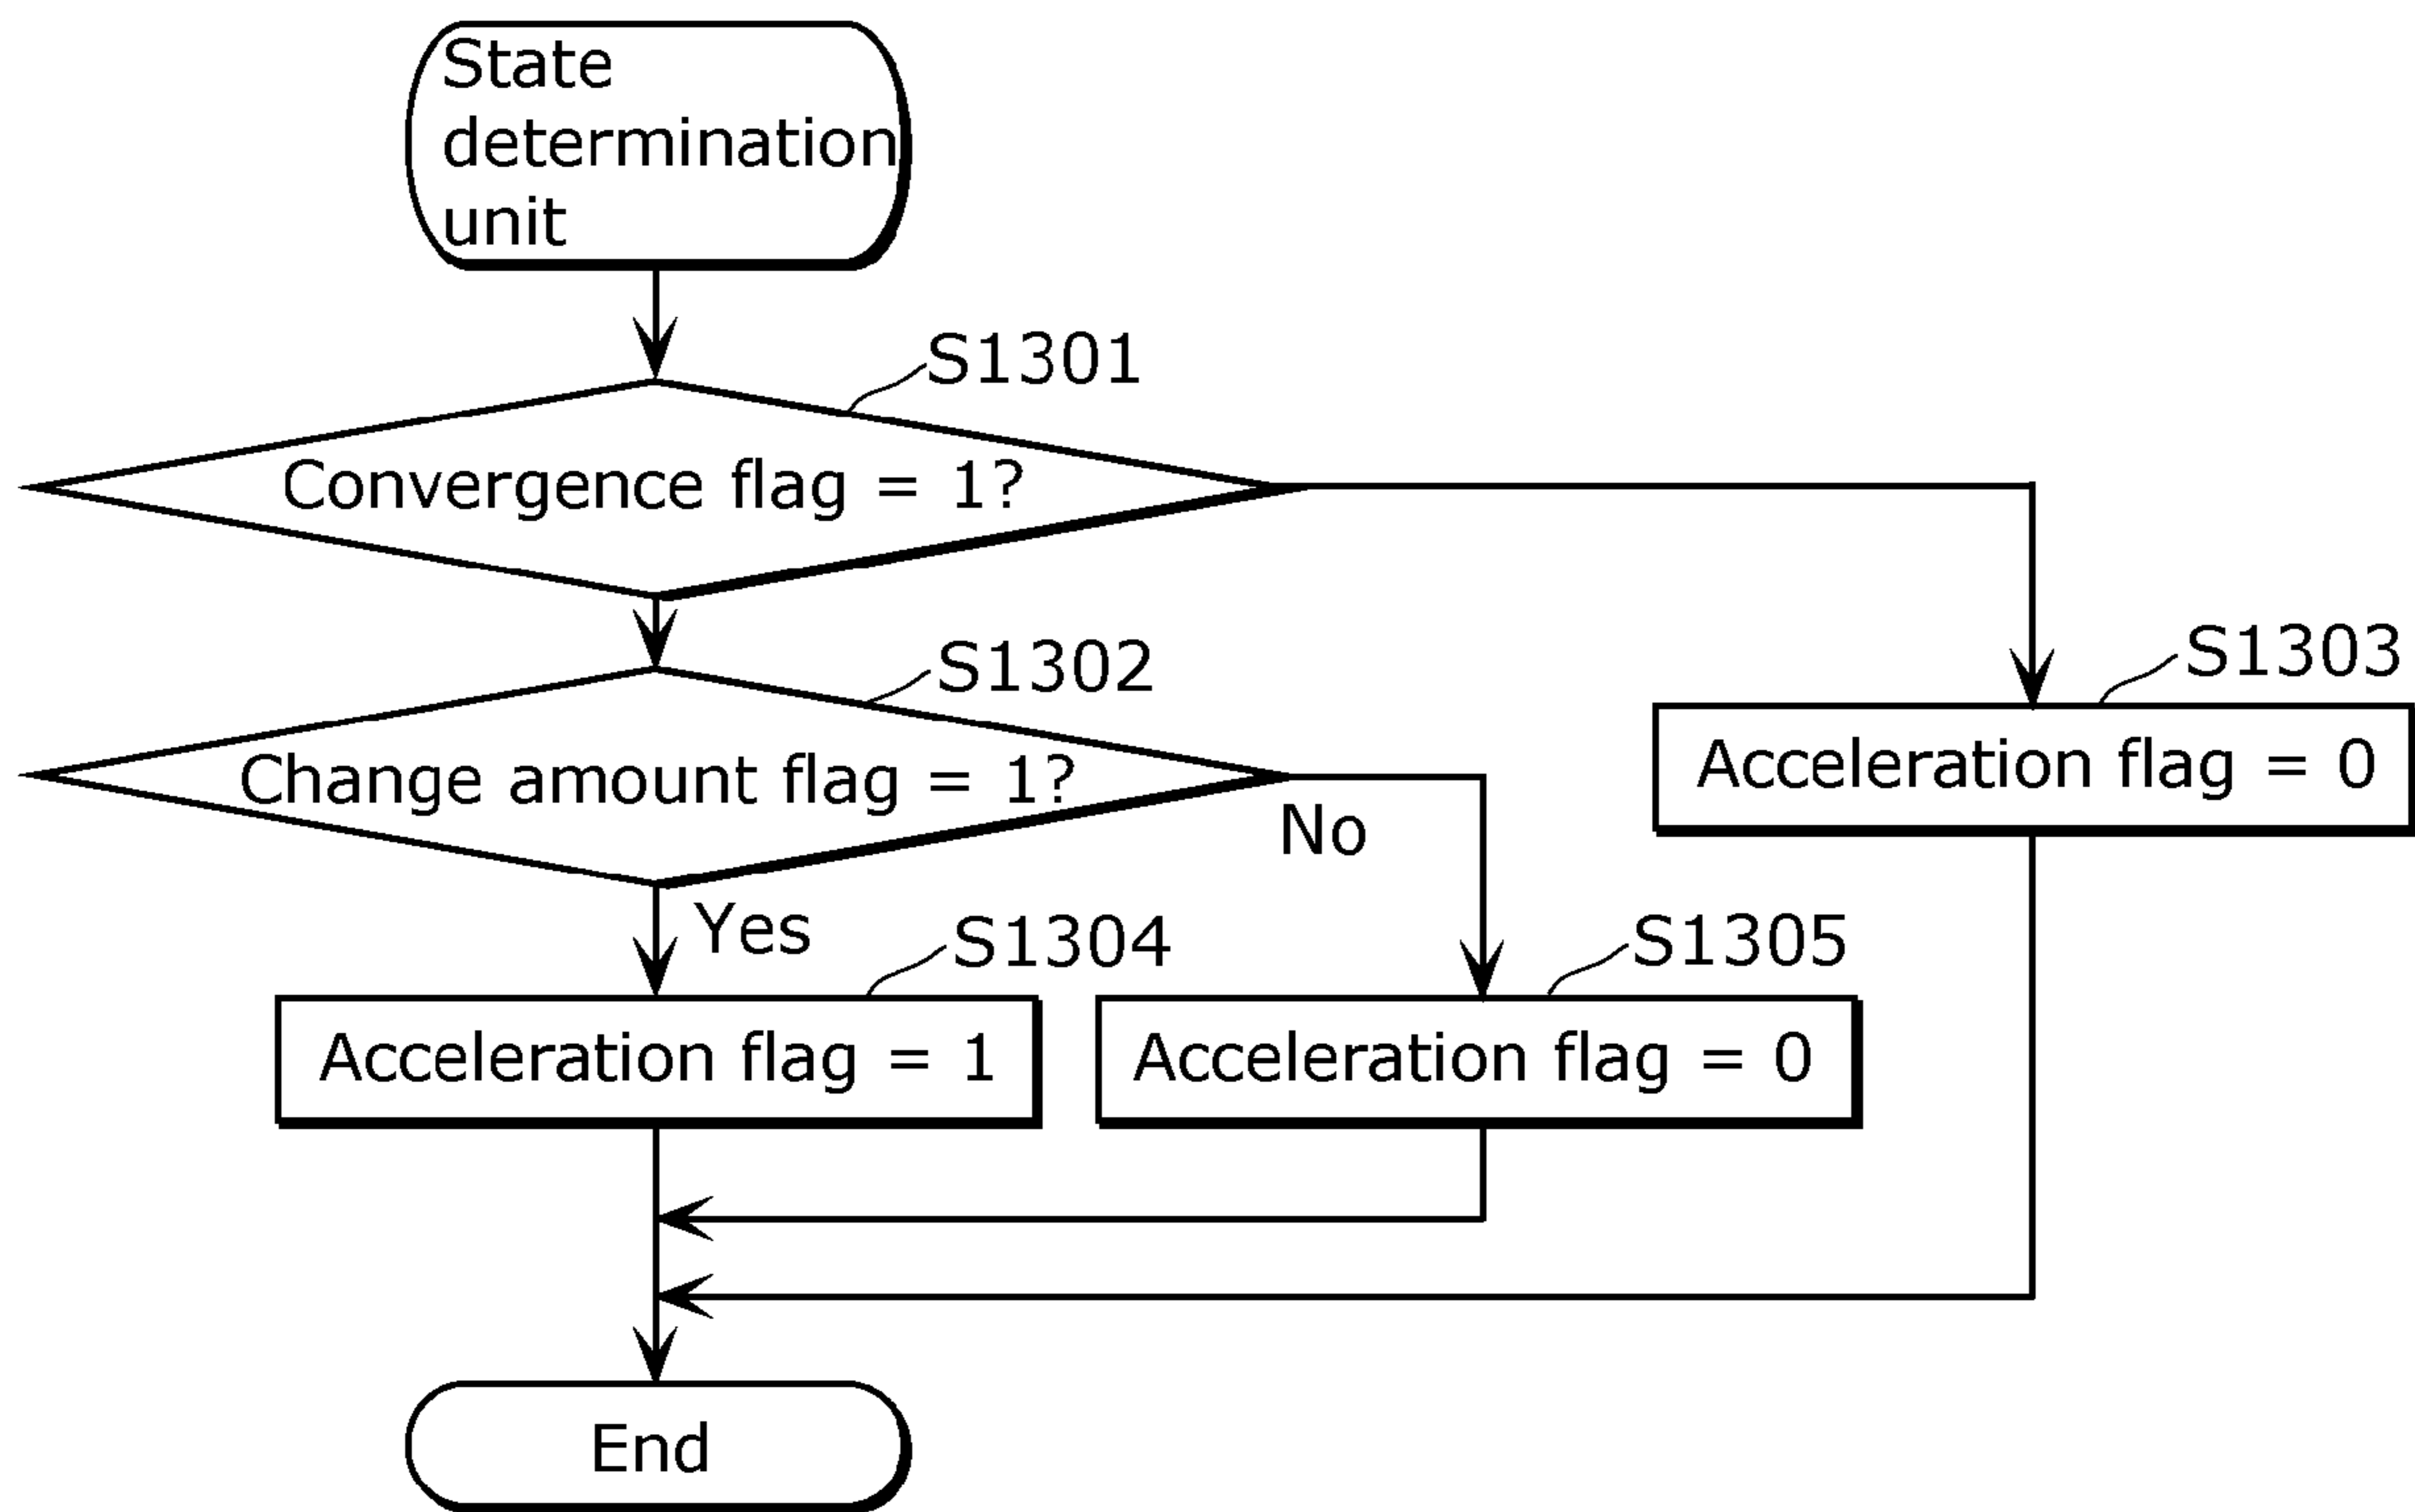 State
determination
unit
S1301
Convergence flag = 1?
S1302
Change amount flag = 1?
S1303
Acceleration flag = 0
No
Yes
S1304
Acceleration flag = 1
S1305
Acceleration flag = 0
End